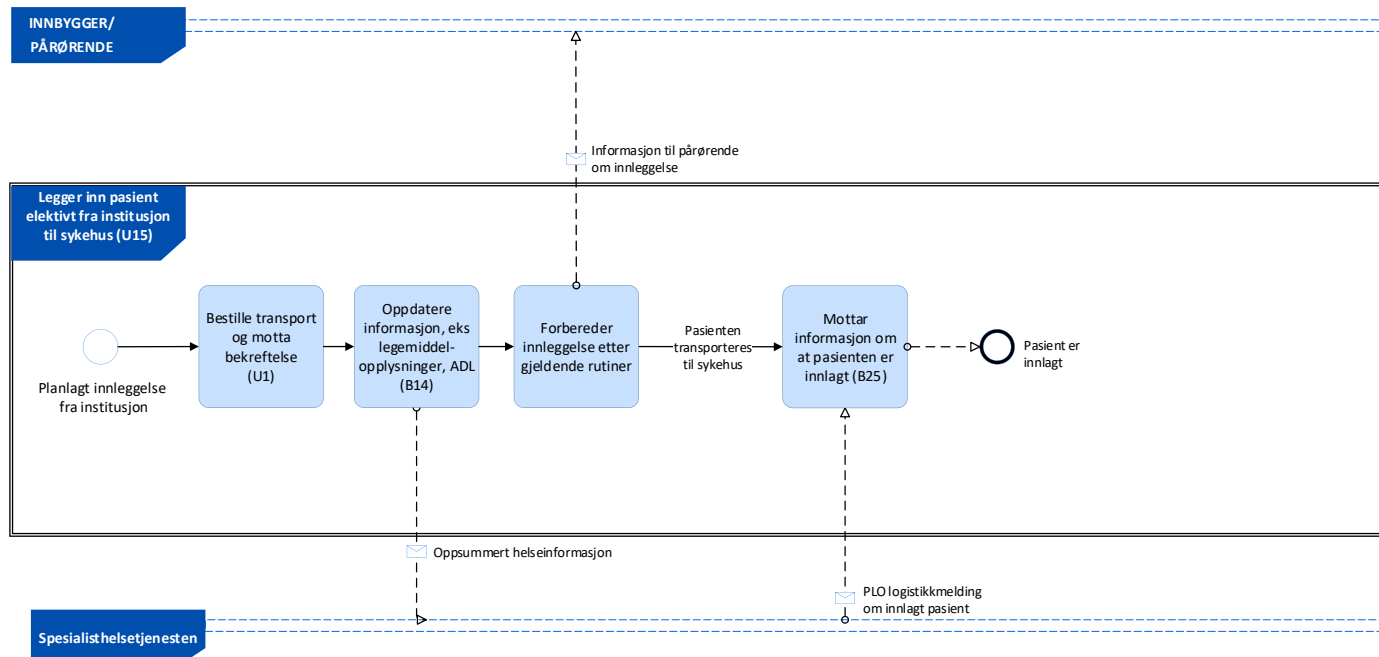 INNBYGGER/
PÅRØRENDE
Informasjon til pårørende
om innleggelse
Legger inn pasient
elektivt fra institusjon
til sykehus (U15)
Planlagt innleggelse
fra institusjon
Bestille transport
og motta
bekreftelse
(U1)
Oppdatere
informasjon, eks
legemiddel-
opplysninger, ADL
(B14)
Forbereder
innleggelse etter
gjeldende rutiner
Pasienten
transporteres
til sykehus
Mottar
informasjon om
at pasienten er
innlagt (B25)
Pasient er
innlagt
Oppsummert helseinformasjon
PLO logistikkmelding
om innlagt pasient
Spesialisthelsetjenesten